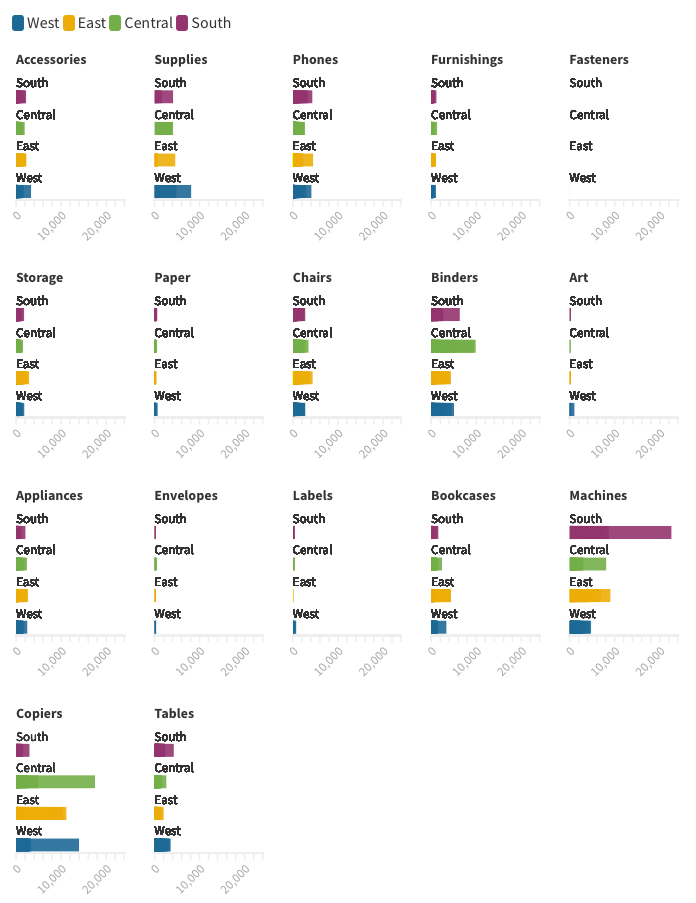 West East Central South
Accessories Supplies Phones Furnishings Fasteners
South South South South South
Central Central Central Central Central
East East East East East
West West West West West
0 10,000 20,000 0 10,000 20,000 0 10,000 20,000 0 10,000 20,000 0 10,000 20,000
Storage Paper Chairs Binders Art
South South South South South
Central Central Central Central Central
East East East East East
West West West West West
0 10,000 20,000 0 10,000 20,000 0 10,000 20,000 0 10,000 20,000 0 10,000 20,000
Appliances Envelopes Labels Bookcases Machines
South South South South South
Central Central Central Central Central
East East East East East
West West West West West
0 10,000 20,000 0 10,000 20,000 0 10,000 20,000 0 10,000 20,000 0 10,000 20,000
Copiers Tables
South South
Central Central
East East
West West
0 10,000 20,000 0 10,000 20,000